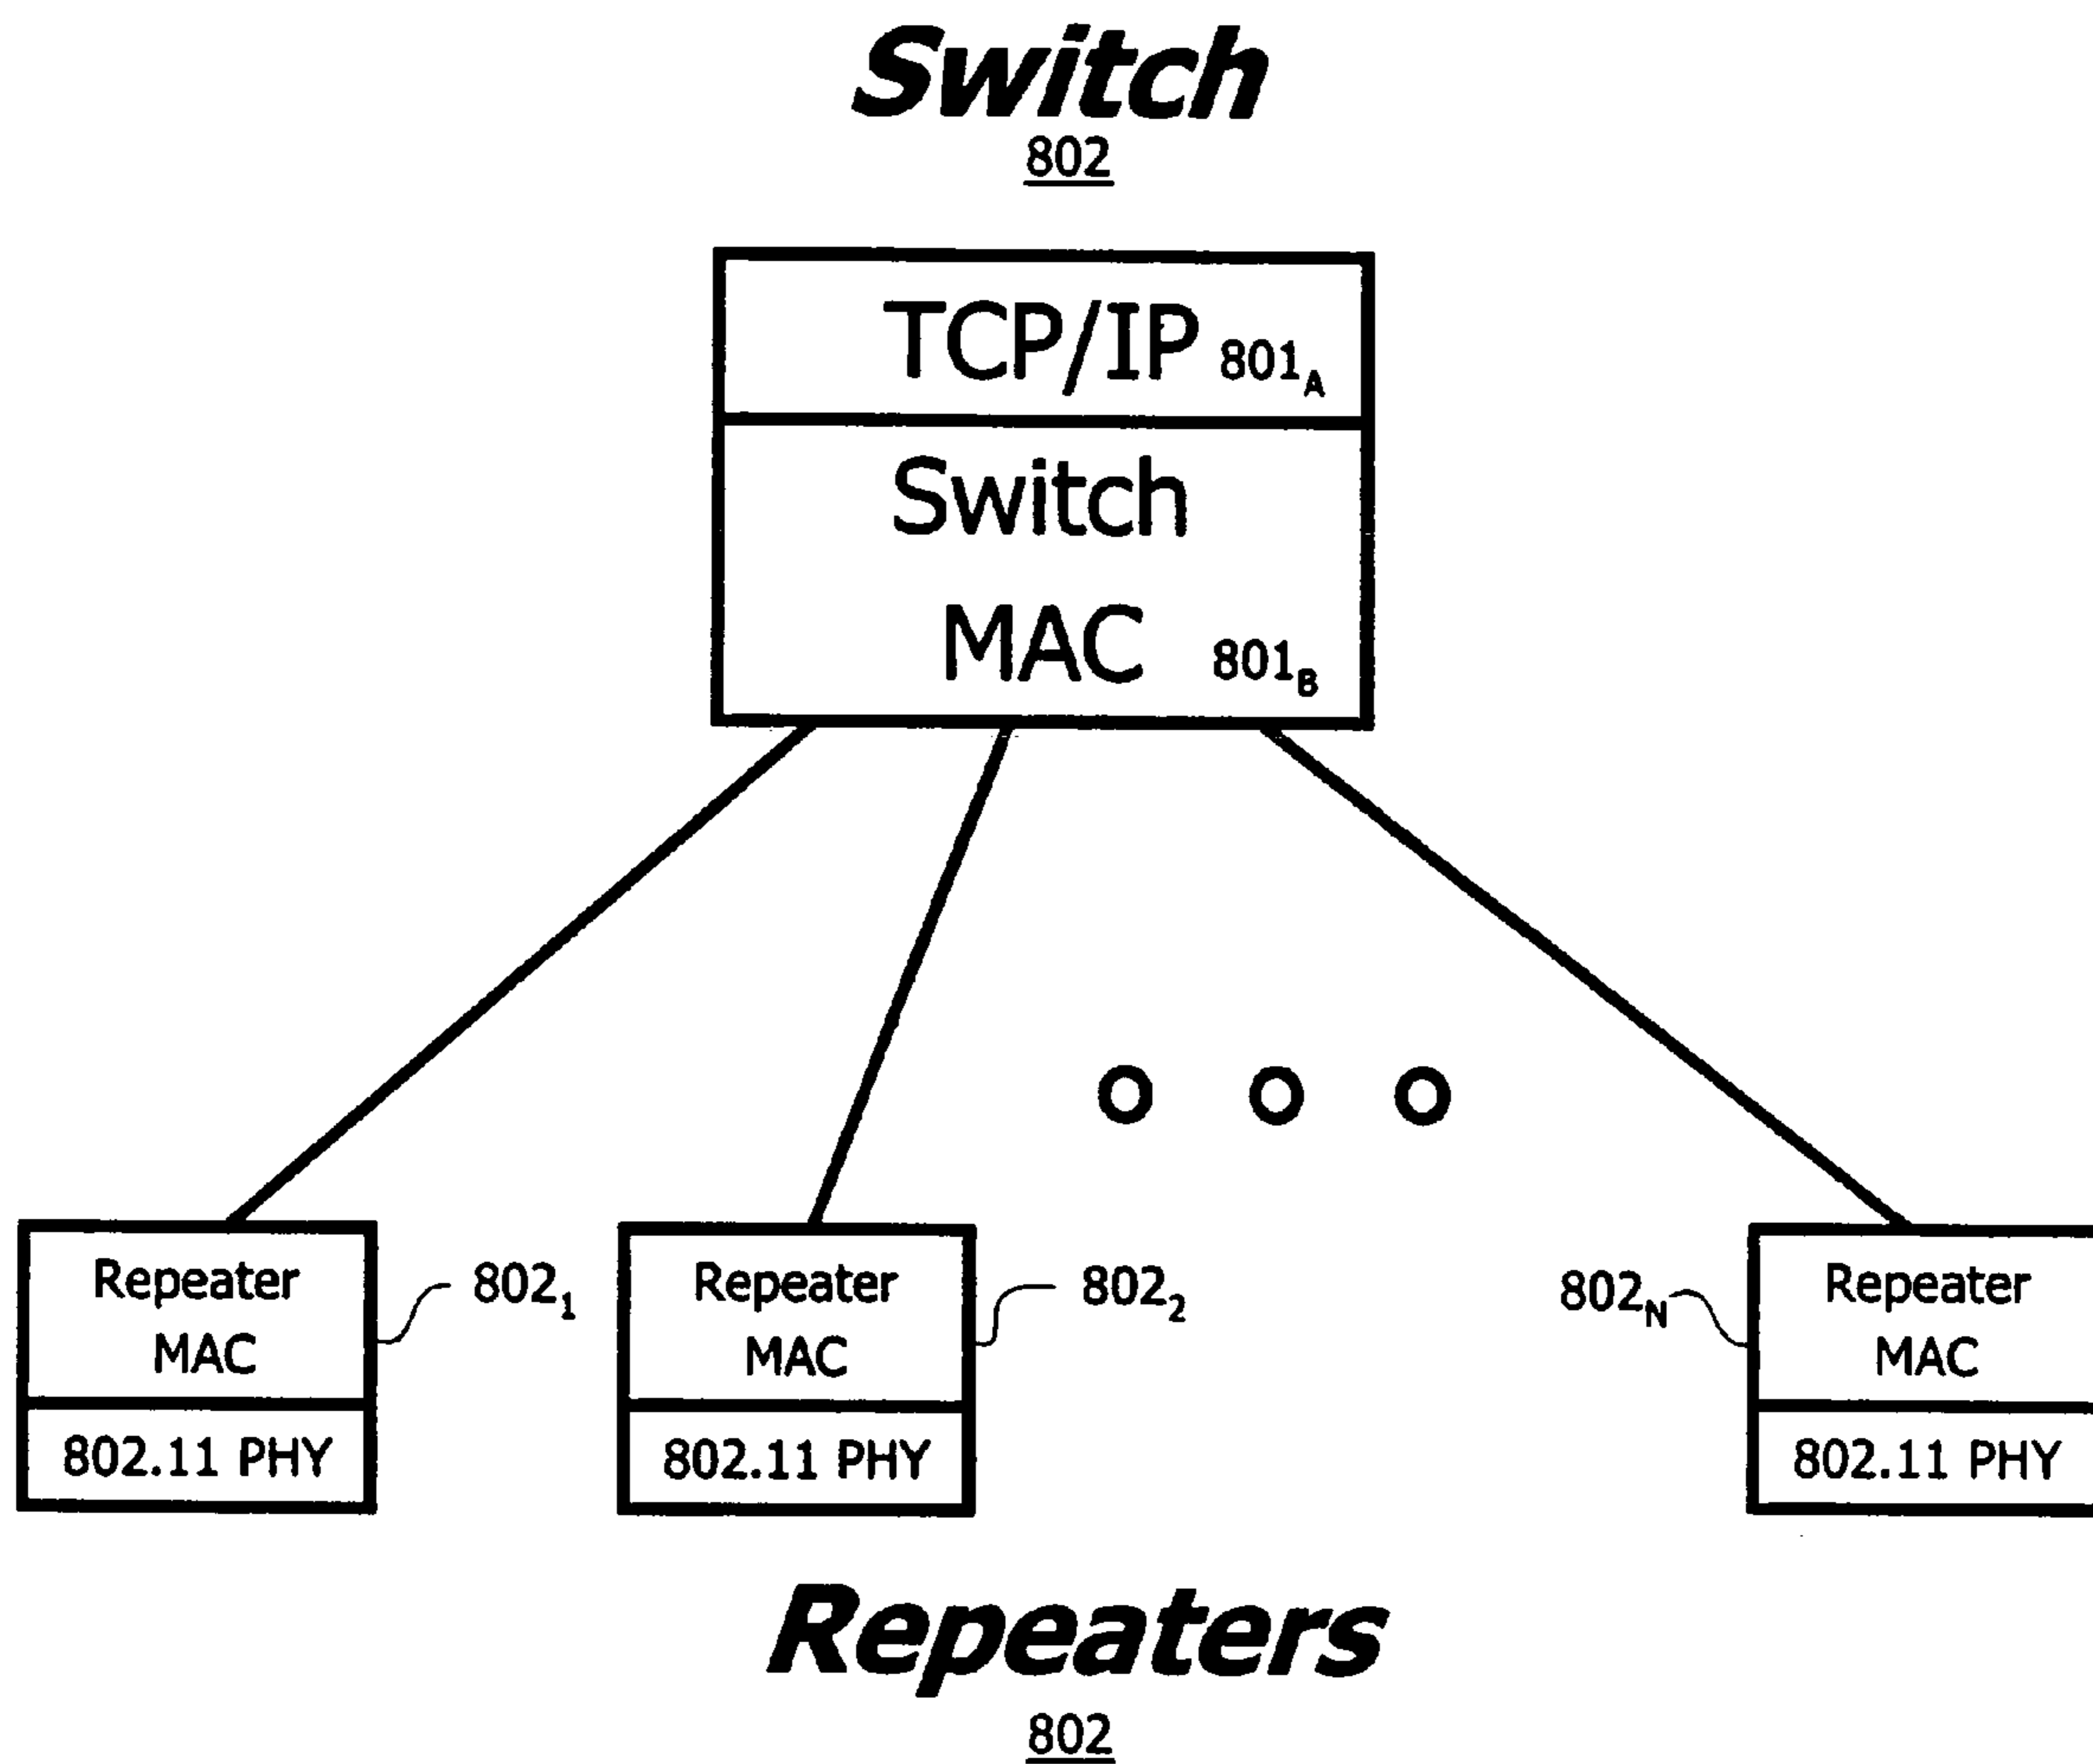 Switch
802
TCP/IP 801A
Switch
MAC 801B
Repeater
MAC
802.11 PHY
8021
Repeater
MAC
802.11 PHY
8022
802N
Repeater
MAC
802.11 PHY
Repeaters
802